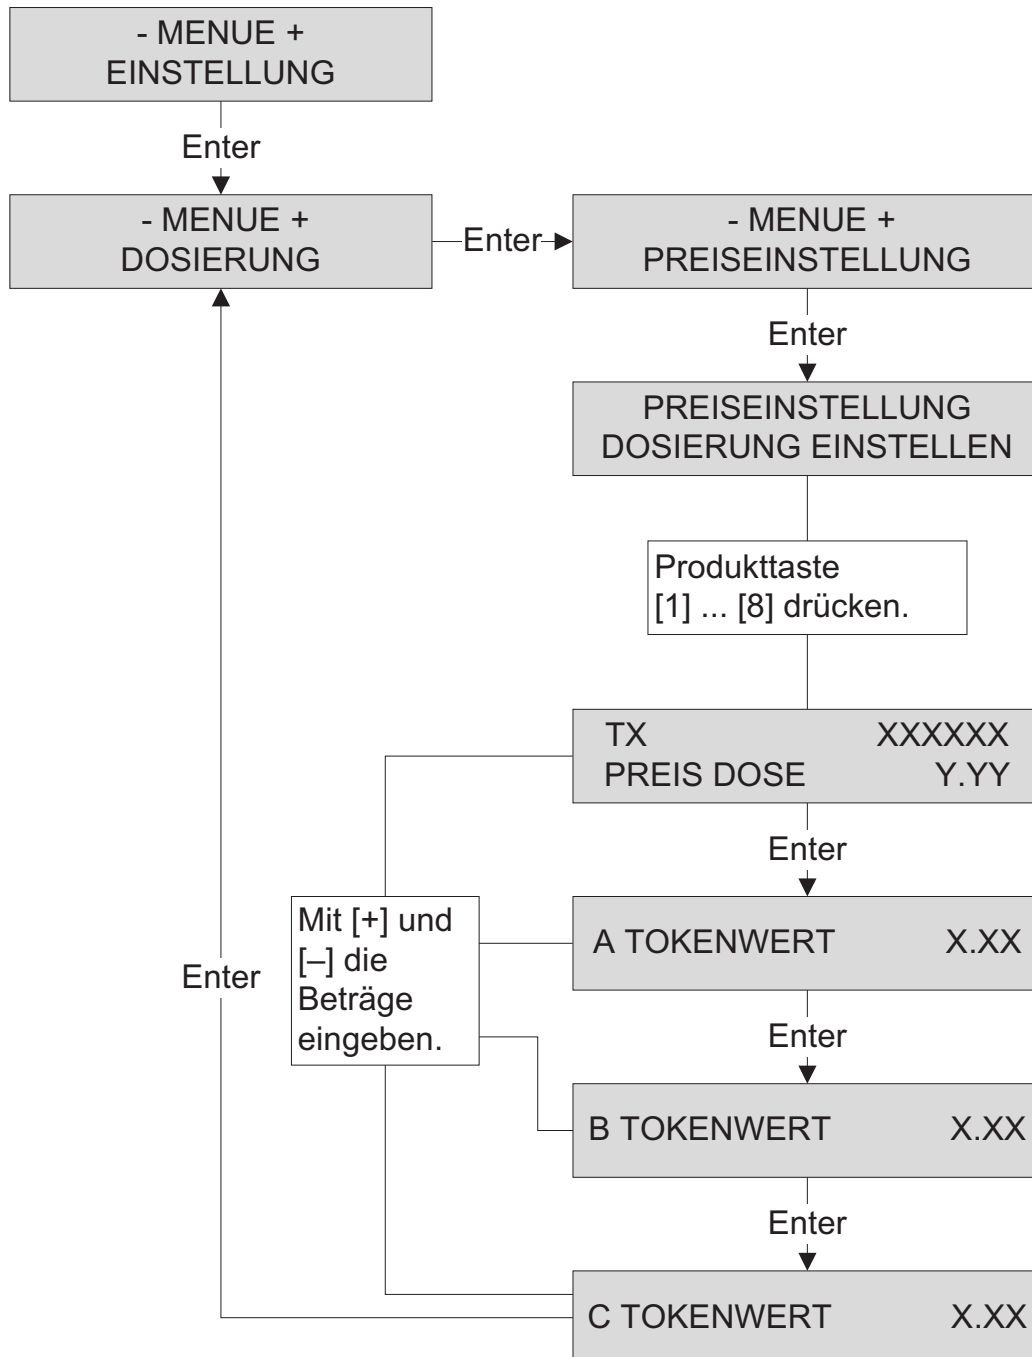 - MENUE +
EINSTELLUNG
Enter
- MENUE +
DOSIERUNG
Enter
- MENUE +
PREISEINSTELLUNG
Enter
PREISEINSTELLUNG
DOSIERUNG EINSTELLEN
Produkttaste
[1] ... [8] drücken.
TX XXXXXX
PREIS DOSE Y.YY
Enter
Mit [+] und
[–] die
Beträge
eingeben.
A TOKENWERT X.XX
Enter
Enter
B TOKENWERT X.XX
Enter
C TOKENWERT X.XX